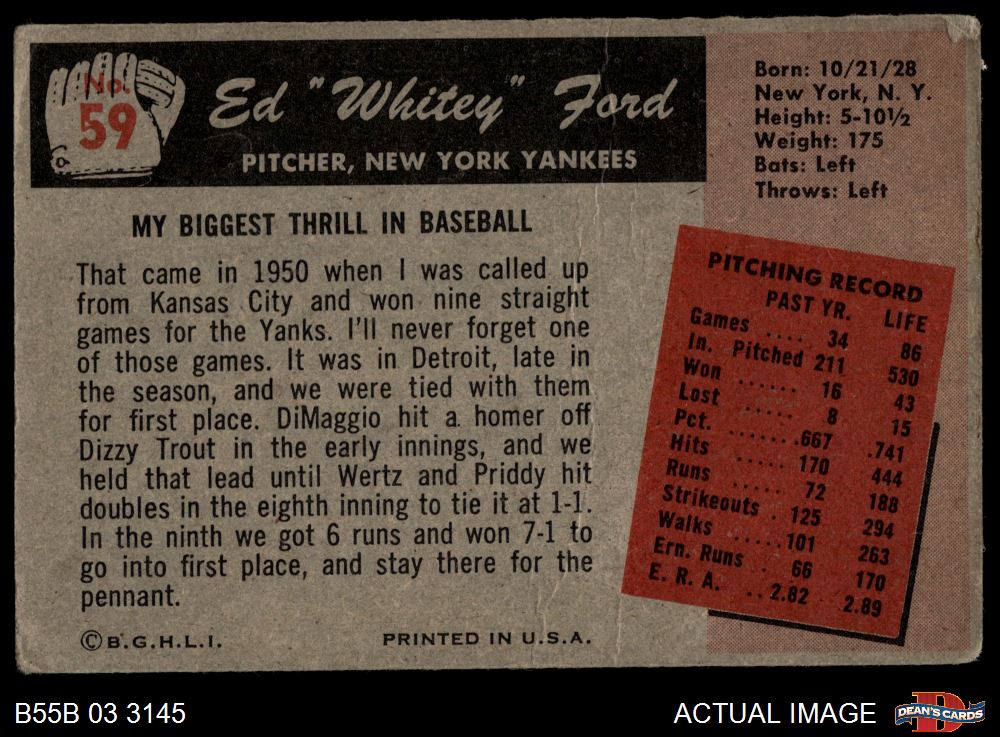 No.
59
Ed "Whitey" Ford
PITCHER, NEW YORK YANKEES
Born: 10/21/28
New York, N. Y.
Height: 5-10½
Weight: 175
Bats: Left
Throws: Left
MY BIGGEST THRILL IN BASEBALL
That came in 1950 when I was called up
from Kansas City and won nine straight
games for the Yanks. I'll never forget one
of those games. It was in Detroit, late in
the season, and we were tied with them
for first place. DiMaggio hit a homer off
Dizzy Trout in the early innings, and we
held that lead until Wertz and Priddy hit
doubles in the eighth inning to tie it at 1-1.
In the ninth we got 6 runs and won 7-1 to
go into first place, and stay there for the
pennant.
PITCHING RECORD
PAST YR. LIFE
Games .... 34 86
In. Pitched 211 530
Won ...... 16 43
Lost ..... 8 15
Pct. .......667 .741
Hits ..... 170 444
Runs ..... 72 188
Strikeouts . 125 294
Walks ......101 263
Ern. Runs . 66 170
E. R. A. ..2.82 2.89
©B.G.H.L.I.
PRINTED IN U.S.A.
B55B 03 3145
ACTUAL IMAGE
DEAN'S CARDS